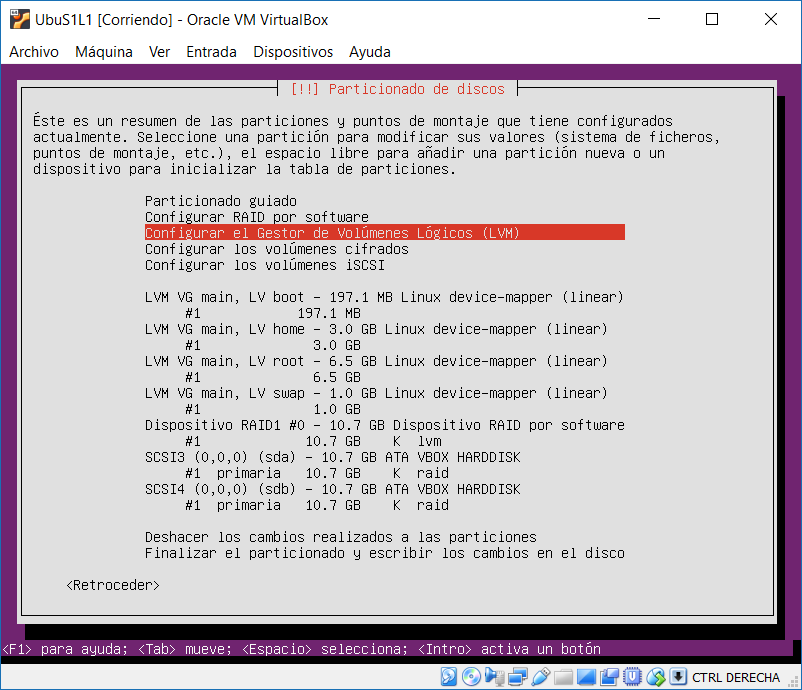 UbuS1L1 [Corriendo] - Oracle VM VirtualBox
Archivo Máquina Ver Entrada Dispositivos Ayuda
[!!] Particionado de discos
Éste es un resumen de las particiones y puntos de montaje que tiene configurados
actualmente. Seleccione una partición para modificar sus valores (sistema de ficheros,
puntos de montaje, etc.), el espacio libre para añadir una partición nueva o un
dispositivo para inicializar la tabla de particiones.
Particionado guiado
Configurar RAID por software
Configurar el Gestor de Volúmenes Lógicos (LVM)
Configurar los volúmenes cifrados
Configurar los volúmenes iSCSI
LVM VG main, LV boot - 197.1 MB Linux device-mapper (linear)
#1 197.1 MB
LVM VG main, LV home - 3.0 GB Linux device-mapper (linear)
#1 3.0 GB
LVM VG main, LV root - 6.5 GB Linux device-mapper (linear)
#1 6.5 GB
LVM VG main, LV swap - 1.0 GB Linux device-mapper (linear)
#1 1.0 GB
Dispositivo RAID1 #0 - 10.7 GB Dispositivo RAID por software
#1 10.7 GB K lvm
SCSI3 (0,0,0) (sda) - 10.7 GB ATA VBOX HARDDISK
#1 primaria 10.7 GB K raid
SCSI4 (0,0,0) (sdb) - 10.7 GB ATA VBOX HARDDISK
#1 primaria 10.7 GB K raid
Deshacer los cambios realizados a las particiones
Finalizar el particionado y escribir los cambios en el disco
<Retroceder>
<F1> para ayuda; <Tab> mueve; <Espacio> selecciona; <Intro> activa un botón
CTRL DERECHA